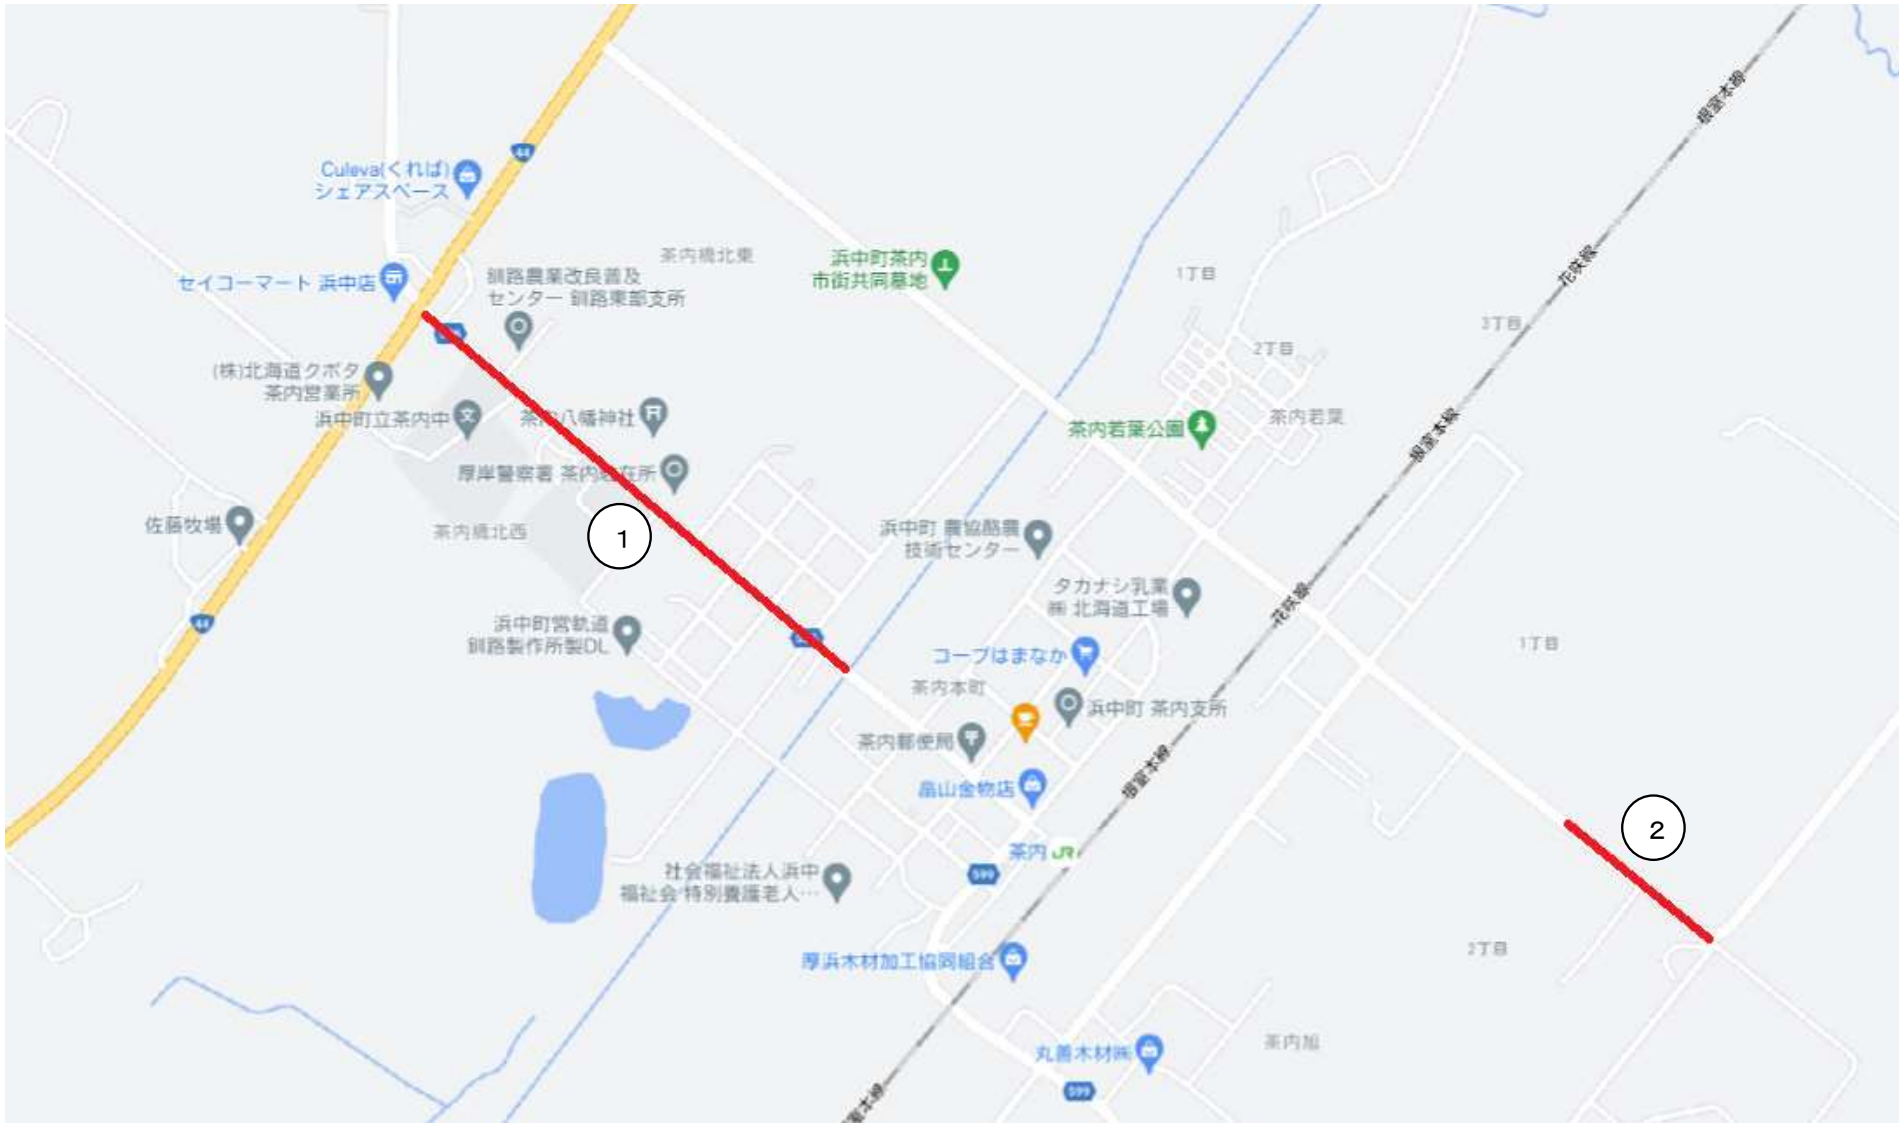 根室本線
44
Culeva(くれば)
シェアスペース
茶内橋北東
浜中町茶内
市街共同墓地
花咲線
セイコーマート 浜中店
釧路農業改良普及
センター 釧路東部支所
1丁目
3丁目
2丁目
(株)北海道クボタ
茶内営業所
浜中町立茶内中
茶内八幡神社
茶内若葉公園
茶内若葉
根室本線
厚岸警察署 茶内駐在所
佐藤牧場
茶内橋北西
1
浜中町 農協酪農
技術センター
タカナシ乳業
㈱ 北海道工場
花咲線
44
浜中町営軌道
釧路製作所製DL
コープはまなか
1丁目
茶内本町
浜中町 茶内支所
茶内郵便局
根室本線
畠山金物店
2
茶内 JR
599
社会福祉法人浜中
福祉会 特別養護老人…
厚浜木材加工協同組合
2丁目
丸善木材㈱
茶内旭
599
室本線